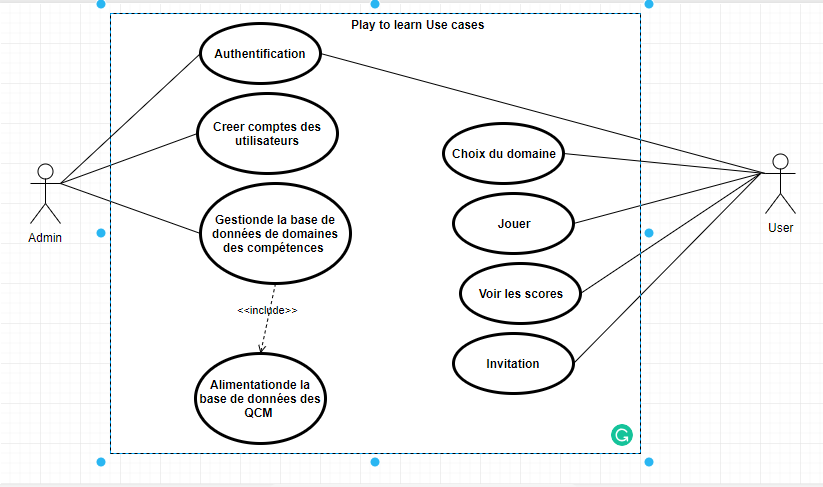 Play to learn Use cases
Authentification
Creer comptes des
utilisateurs
Choix du domaine
Gestionde la base de
données de domaines
des compétences
Jouer
Admin
User
Voir les scores
<<include>>
Invitation
Alimentationde la
base de données des
QCM